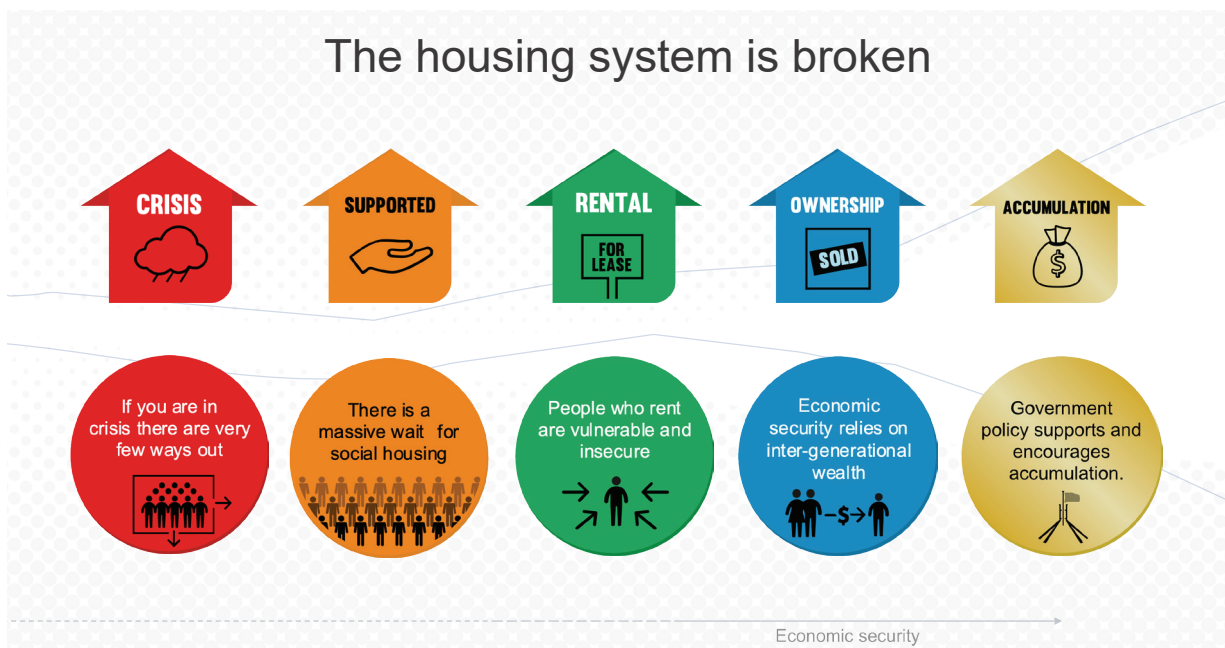 The housing system is broken
CRISIS
SUPPORTED
RENTAL
FOR
LEASE
OWNERSHIP
SOLD
ACCUMULATION
$
If you are in
crisis there are very
few ways out
There is a
massive wait for
social housing
People who rent
are vulnerable and
insecure
Economic
security relies on
inter-generational
wealth
$
Government
policy supports and
encourages
accumulation.
Economic security